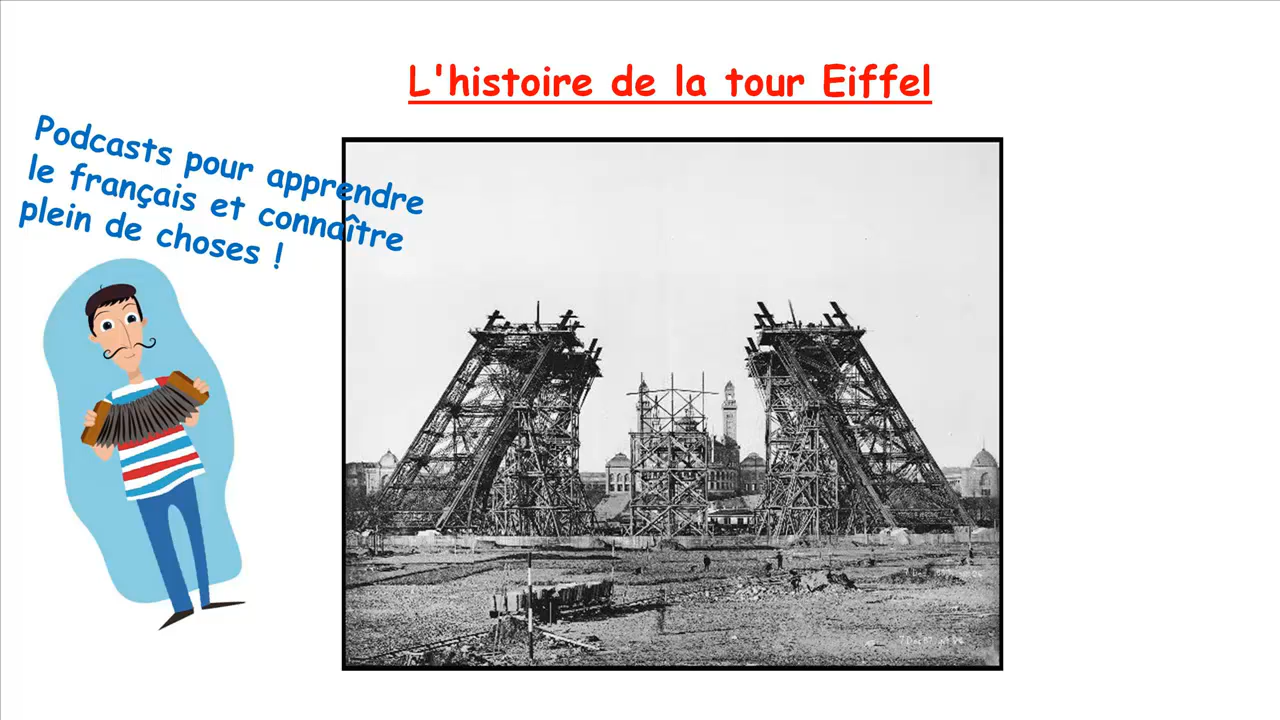 L'histoire de la tour Eiffel
Podcasts pour apprendre
le français et connaître
plein de choses !